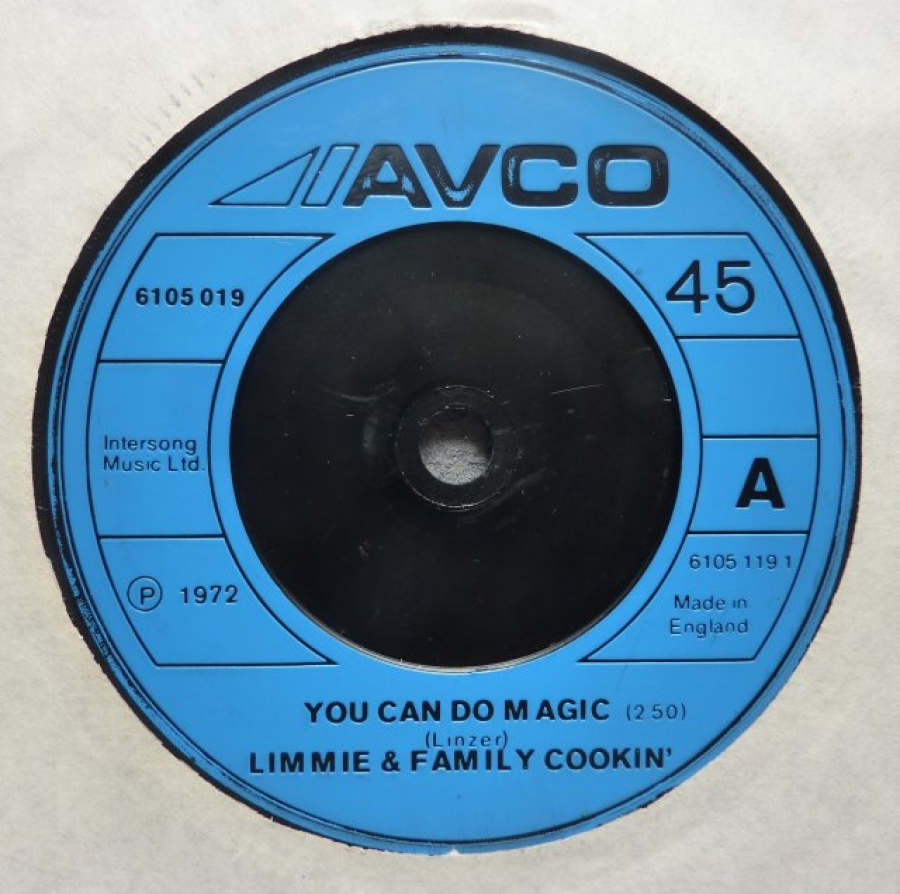 AVCO
6105 019
45
Intersong
Music Ltd.
A
℗ 1972
6105 119 1
Made in
England
YOU CAN DO MAGIC (2 50)
(Linzer)
LIMMIE & FAMILY COOKiN'